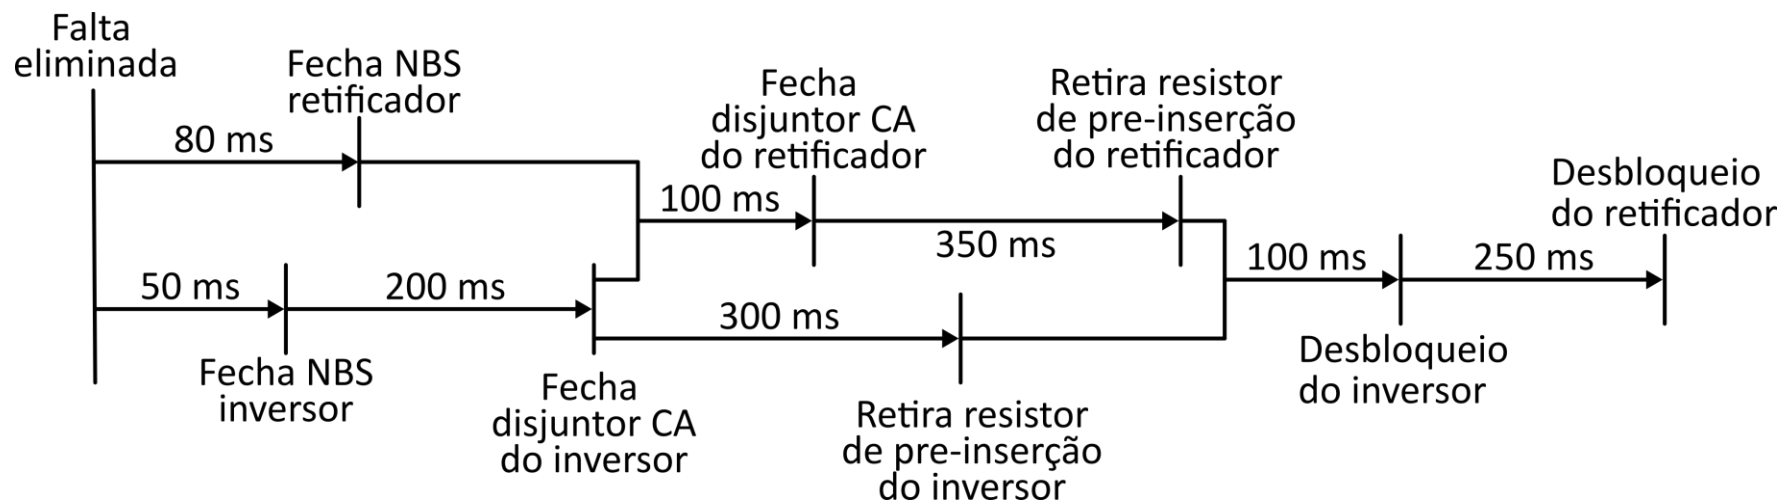 Falta
eliminada
Fecha NBS
retificador
80 ms
Fecha
disjuntor CA
do retificador
Retira resistor
de pre-inserção
do retificador
Desbloqueio
do retificador
100 ms
350 ms
50 ms
200 ms
300 ms
100 ms
250 ms
Fecha NBS
inversor
Fecha
disjuntor CA
do inversor
Retira resistor
de pre-inserção
do inversor
Desbloqueio
do inversor